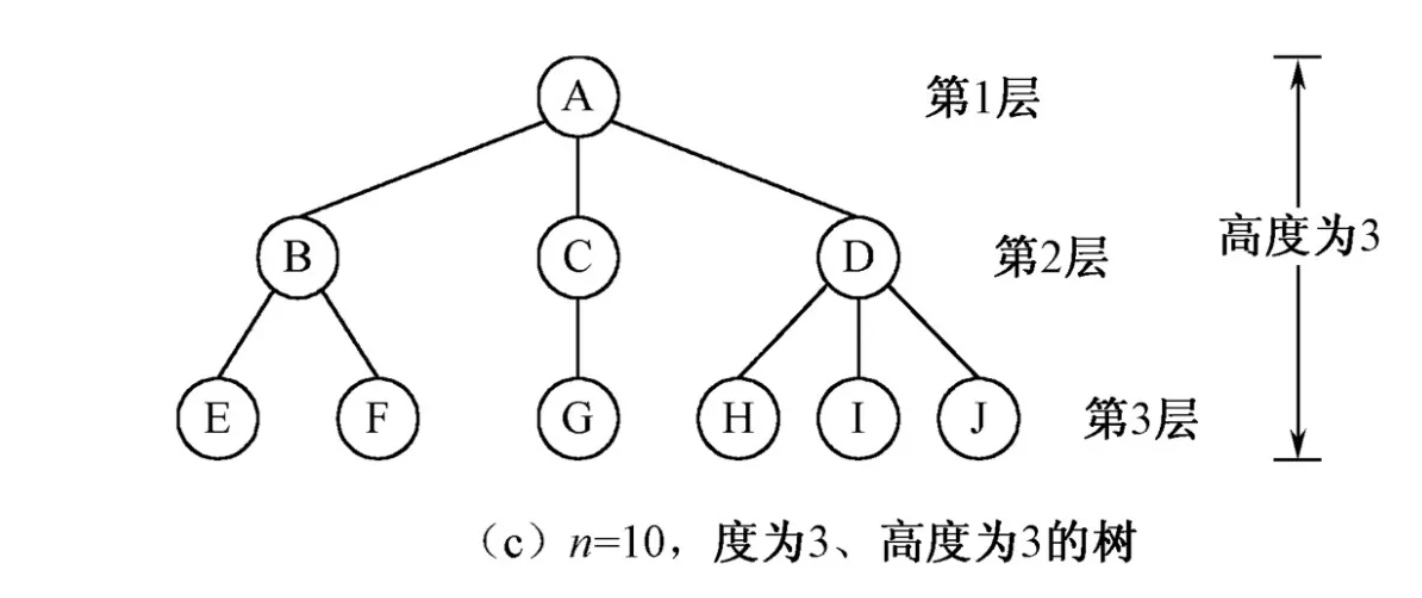 A 第1层
B C D 第2层 高度为3
E F G H I J 第3层
（c）n=10，度为3、高度为3的树